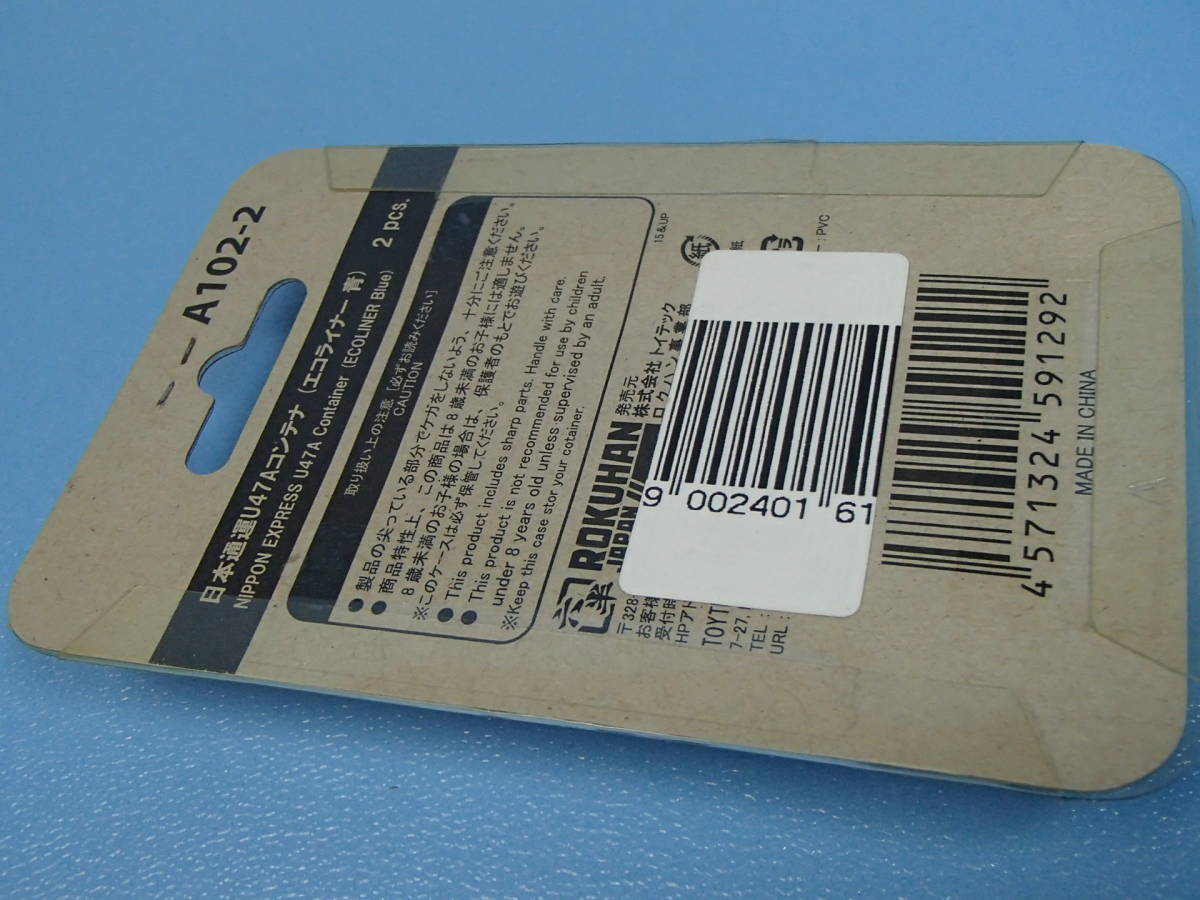 A102-2
日本通運U47Aコンテナ（エコライナー 青）
NIPPON EXPRESS U47A Container (ECOLINER Blue) 2 pcs.
取り扱い上の注意［必ずお読みください］
CAUTION
●製品の尖っている部分でケガをしないよう、十分にご注意ください。
●商品特性上、この商品は8歳未満のお子様には適しません。
8歳未満のお子様の場合は、保護者のもとでお遊びください。
※このケースは必ず保管してください。
●This product includes sharp parts. Handle with care.
●This product is not recommended for use by children
under 8 years old unless supervised by an adult.
※Keep this case stor your cotainer.
15&UP
ROKUHAN
JAPAN
発売元
株式会社トイテック
ロクハン事業部
〒328-
お客様
受付時
HPアド
TOYT
7-27,
TEL :
URL :
紙
紙
: PVC
9 002401 61
4 571324 591292
MADE IN CHINA